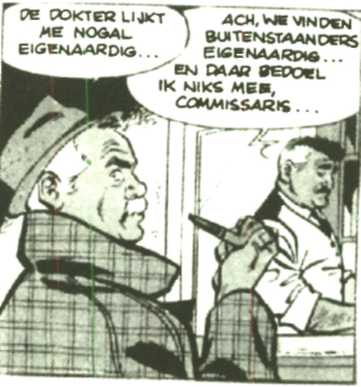 DE DOKTER LIJKT
ME NOGAL
EIGENAARDIG...
ACH, WE VINDEN
BUITENSTAANDERS
EIGENAARDIG...
EN DAAR BEDOEL
IK NIKS MEE,
COMMISSARIS...